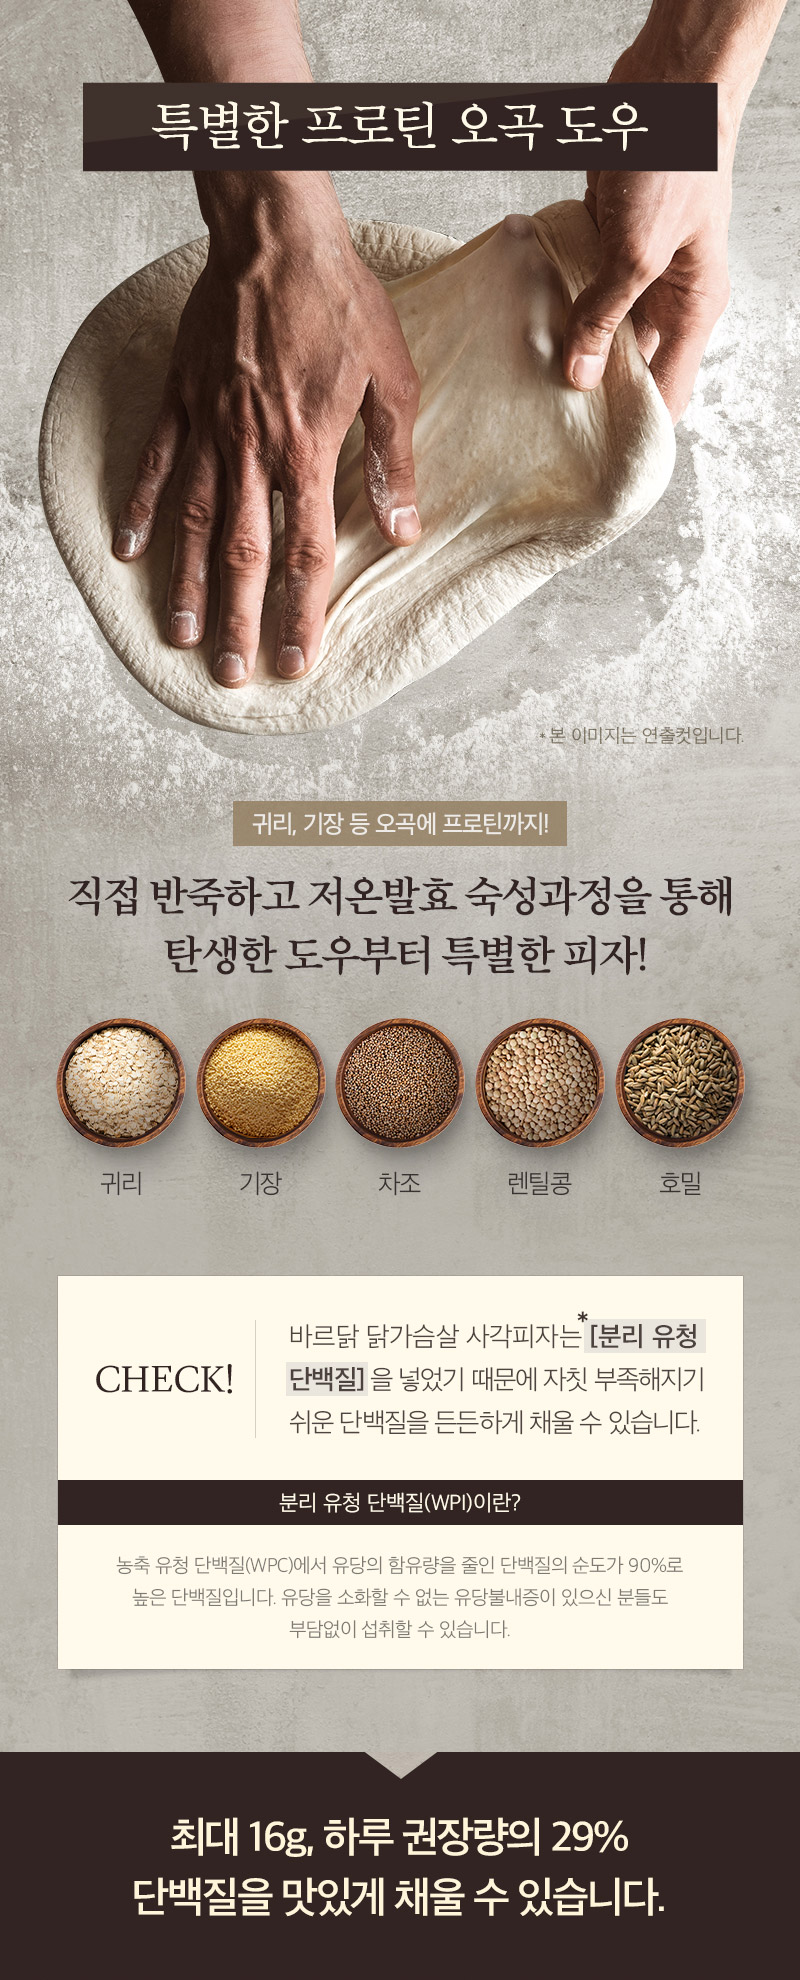 특별한 프로틴 오곡 도우
*본 이미지는 연출컷입니다.
귀리, 기장 등 오곡에 프로틴까지!
직접 반죽하고 저온발효 숙성과정을 통해
탄생한 도우부터 특별한 피자!
귀리 기장 차조 렌틸콩 호밀
CHECK!
바르닭 닭가슴살 사각피자는 *[분리 유청
단백질]을 넣었기 때문에 자칫 부족해지기
쉬운 단백질을 든든하게 채울 수 있습니다.
분리 유청 단백질(WPI)이란?
농축 유청 단백질(WPC)에서 유당의 함유량을 줄인 단백질의 순도가 90%로
높은 단백질입니다. 유당을 소화할 수 없는 유당불내증이 있으신 분들도
부담없이 섭취할 수 있습니다.
최대 16g, 하루 권장량의 29%
단백질을 맛있게 채울 수 있습니다.